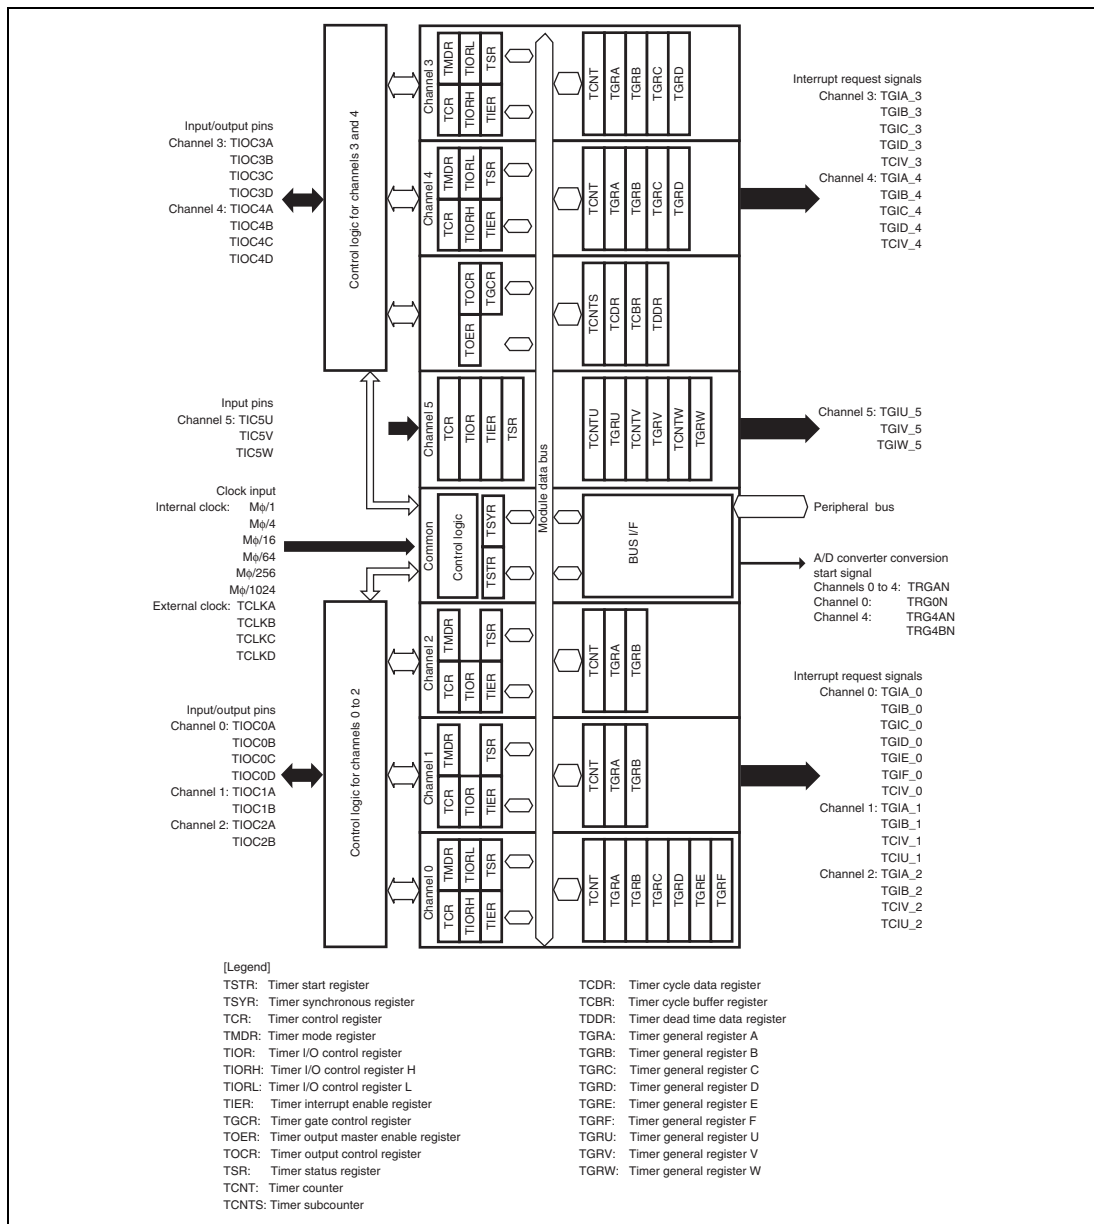 Input/output pins
Channel 3: TIOC3A
TIOC3B
TIOC3C
TIOC3D
Channel 4: TIOC4A
TIOC4B
TIOC4C
TIOC4D
Input pins
Channel 5: TIC5U
TIC5V
TIC5W
Clock input
Internal clock: Mφ/1
Mφ/4
Mφ/16
Mφ/64
Mφ/256
Mφ/1024
External clock: TCLKA
TCLKB
TCLKC
TCLKD
Input/output pins
Channel 0: TIOC0A
TIOC0B
TIOC0C
TIOC0D
Channel 1: TIOC1A
TIOC1B
Channel 2: TIOC2A
TIOC2B
Control logic for channels 3 and 4
Control logic for channels 0 to 2
Channel 3
TCR
TMDR
TIORH
TIORL
TIER
TSR
TCNT
TGRA
TGRB
TGRC
TGRD
Channel 4
TCR
TMDR
TIORH
TIORL
TIER
TSR
TCNT
TGRA
TGRB
TGRC
TGRD
TOER
TOCR
TGCR
TCNTS
TCDR
TCBR
TDDR
Channel 5
TCR
TIOR
TIER
TSR
TCNTU
TGRU
TCNTV
TGRV
TCNTW
TGRW
Module data bus
Common
Control logic
TSTR
TSYR
BUS I/F
Channel 2
TCR
TMDR
TIOR
TIER
TSR
TCNT
TGRA
TGRB
Channel 1
TCR
TMDR
TIOR
TIER
TSR
TCNT
TGRA
TGRB
Channel 0
TCR
TMDR
TIORH
TIORL
TIER
TSR
TCNT
TGRA
TGRB
TGRC
TGRD
TGRE
TGRF
Interrupt request signals
Channel 3: TGIA_3
TGIB_3
TGIC_3
TGID_3
TCIV_3
Channel 4: TGIA_4
TGIB_4
TGIC_4
TGID_4
TCIV_4
Channel 5: TGIU_5
TGIV_5
TGIW_5
Peripheral bus
A/D converter conversion
start signal
Channels 0 to 4: TRGAN
Channel 0: TRG0N
Channel 4: TRG4AN
TRG4BN
Interrupt request signals
Channel 0: TGIA_0
TGIB_0
TGIC_0
TGID_0
TGIE_0
TGIF_0
TCIV_0
Channel 1: TGIA_1
TGIB_1
TCIV_1
TCIU_1
Channel 2: TGIA_2
TGIB_2
TCIV_2
TCIU_2
[Legend]
TSTR: Timer start register
TSYR: Timer synchronous register
TCR: Timer control register
TMDR: Timer mode register
TIOR: Timer I/O control register
TIORH: Timer I/O control register H
TIORL: Timer I/O control register L
TIER: Timer interrupt enable register
TGCR: Timer gate control register
TOER: Timer output master enable register
TOCR: Timer output control register
TSR: Timer status register
TCNT: Timer counter
TCNTS: Timer subcounter
TCDR: Timer cycle data register
TCBR: Timer cycle buffer register
TDDR: Timer dead time data register
TGRA: Timer general register A
TGRB: Timer general register B
TGRC: Timer general register C
TGRD: Timer general register D
TGRE: Timer general register E
TGRF: Timer general register F
TGRU: Timer general register U
TGRV: Timer general register V
TGRW: Timer general register W